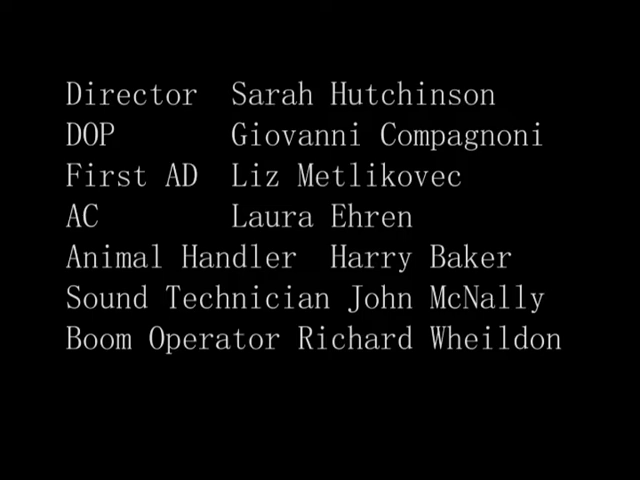 Director Sarah Hutchinson
DOP Giovanni Compagnoni
First AD Liz Metlikovec
AC Laura Ehren
Animal Handler Harry Baker
Sound Technician John McNally
Boom Operator Richard Wheildon